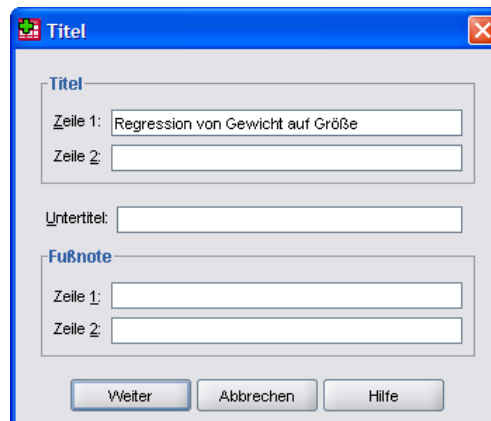 Titel
Titel
Zeile 1: Regression von Gewicht auf Größe
Zeile 2:
Untertitel:
Fußnote
Zeile 1:
Zeile 2:
Weiter Abbrechen Hilfe